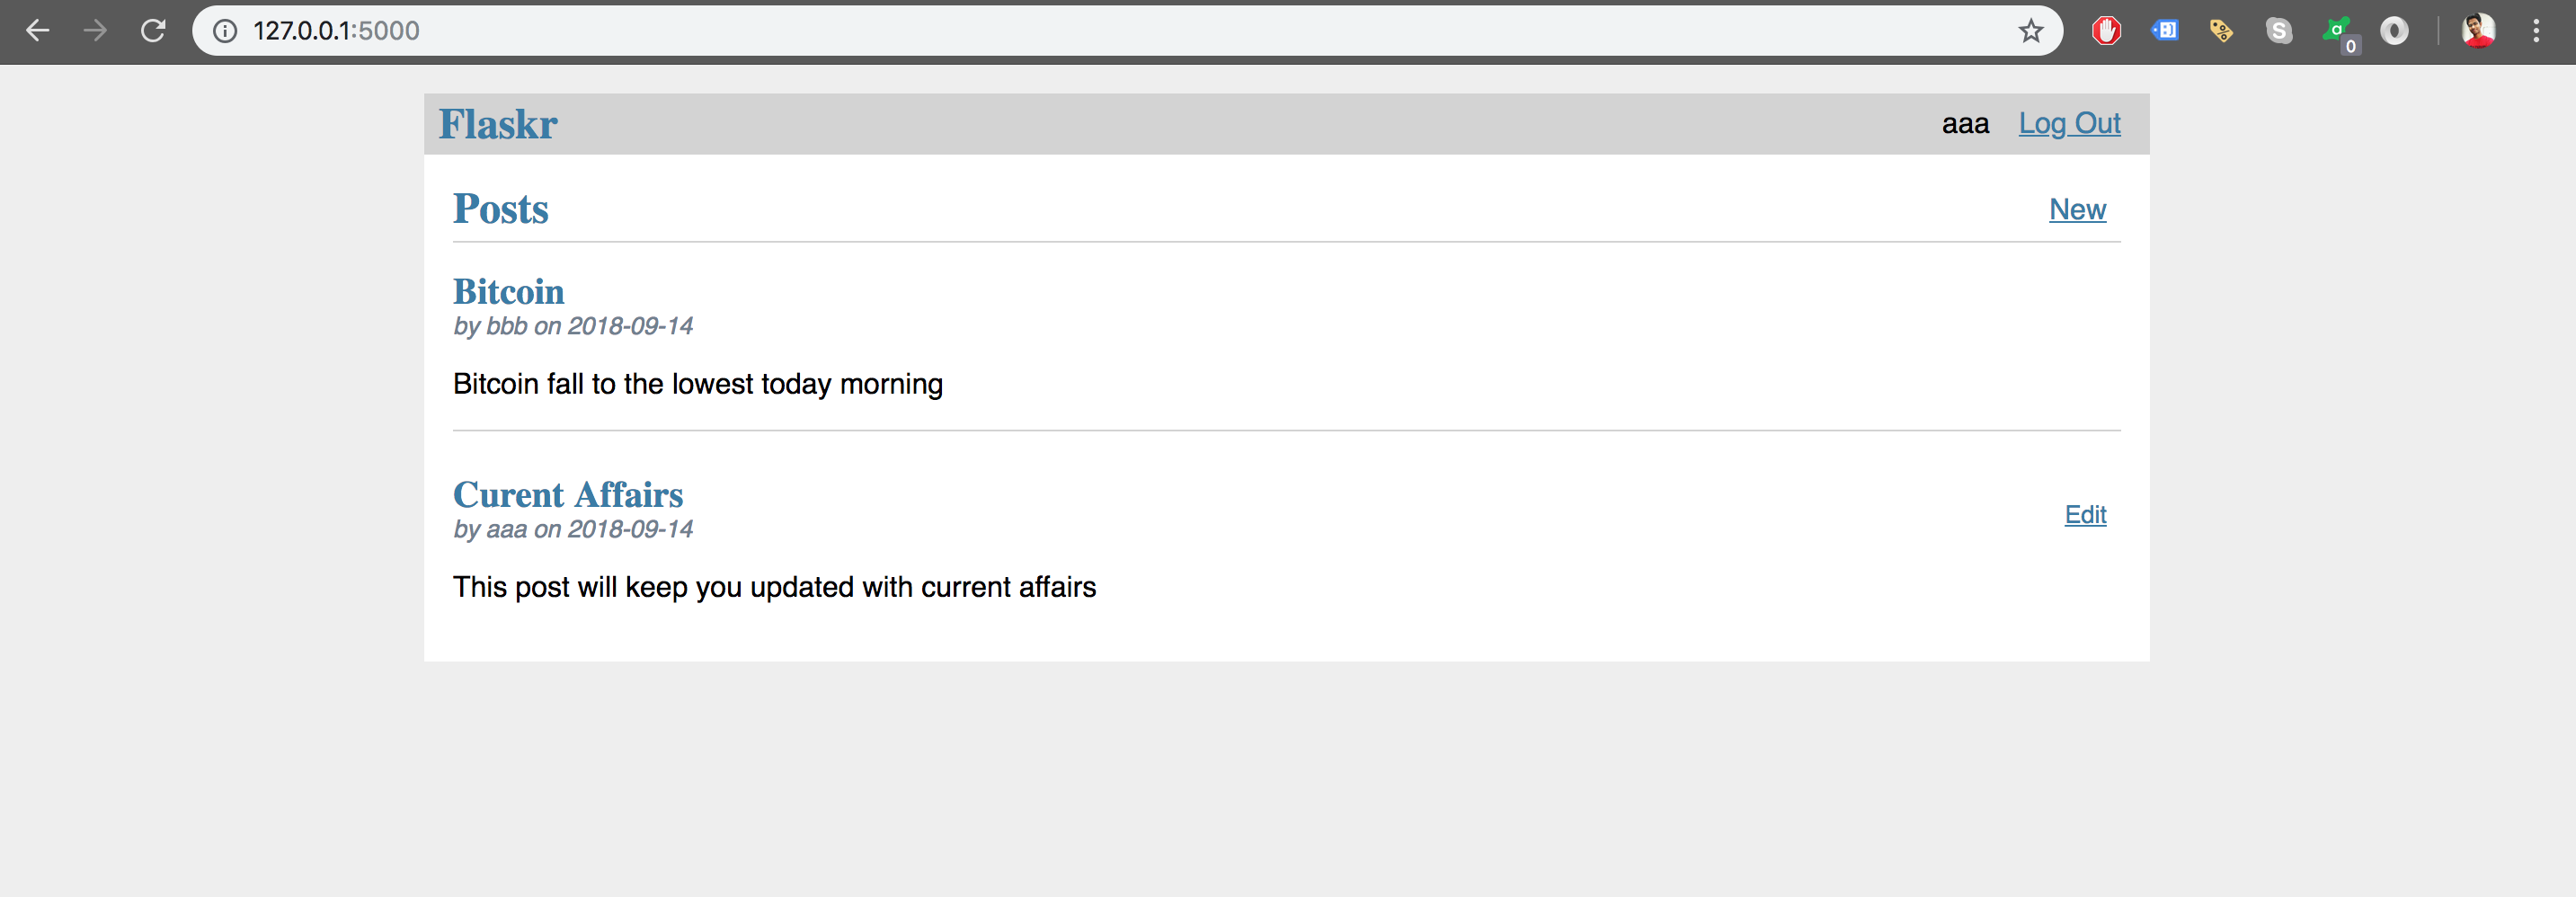 127.0.0.1:5000
S
a
0
Flaskr
aaa Log Out
Posts
New
Bitcoin
by bbb on 2018-09-14
Bitcoin fall to the lowest today morning
Curent Affairs
by aaa on 2018-09-14
Edit
This post will keep you updated with current affairs